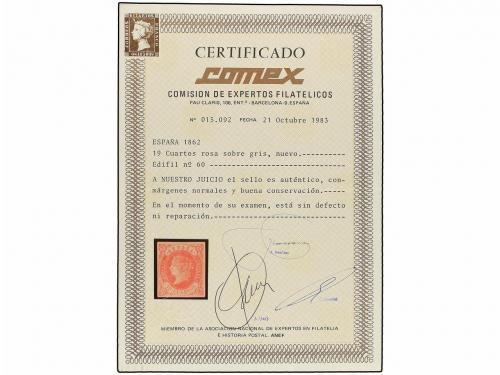 CERTIFICADO
comex
COMISION DE EXPERTOS FILATELICOS
PAU CLARIS, 106, ENT.º - BARCELONA-9. ESPAÑA
Nº 015.092 FECHA 21 Octubre 1983
ESPAÑA 1862
19 Cuartos rosa sobre gris, nuevo.----------
Edifil nº 60 --------------------------------
A NUESTRO JUICIO el sello es auténtico, con-
márgenes normales y buena conservación.-----
En el momento de su examen, está sin defecto
ni reparación.------------------------------
MIEMBRO DE LA ASOCIACION NACIONAL DE EXPERTOS EN FILATELIA
E HISTORIA POSTAL. ANEF